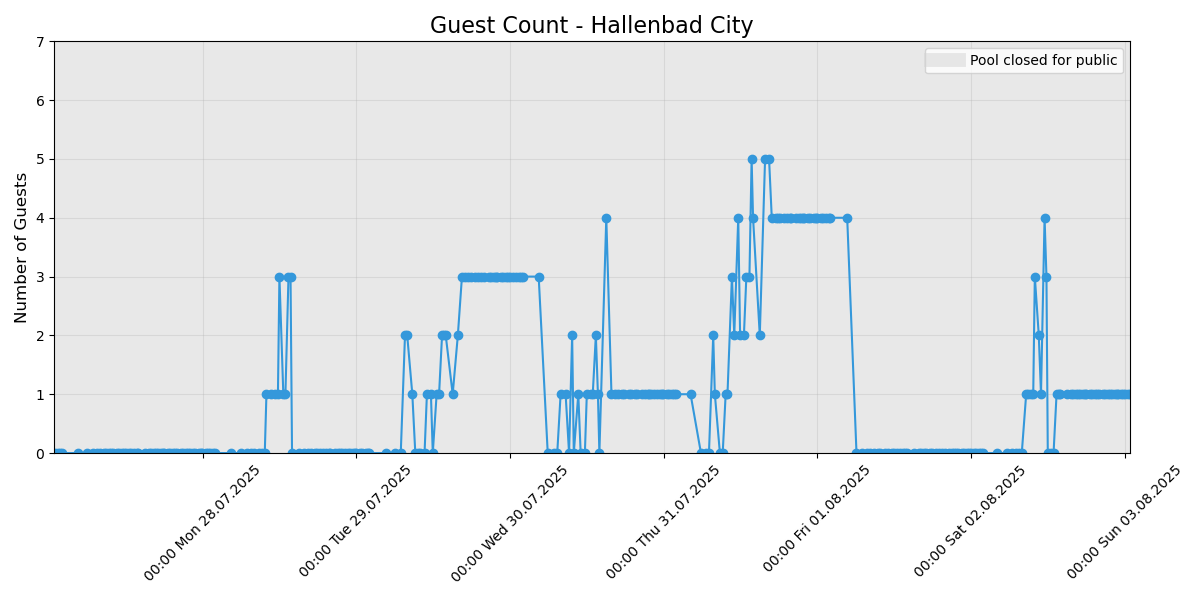 Guest Count - Hallenbad City
Pool closed for public
Number of Guests
7
6
5
4
3
2
1
0
00:00 Mon 28.07.2025
00:00 Tue 29.07.2025
00:00 Wed 30.07.2025
00:00 Thu 31.07.2025
00:00 Fri 01.08.2025
00:00 Sat 02.08.2025
00:00 Sun 03.08.2025